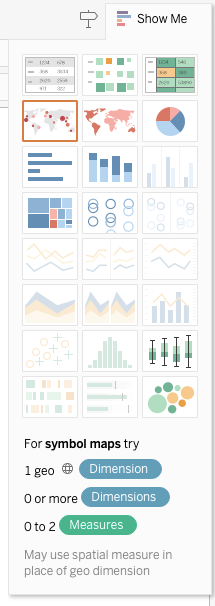 Show Me
For symbol maps try
1 geo Dimension
0 or more Dimensions
0 to 2 Measures
May use spatial measure in
place of geo dimension